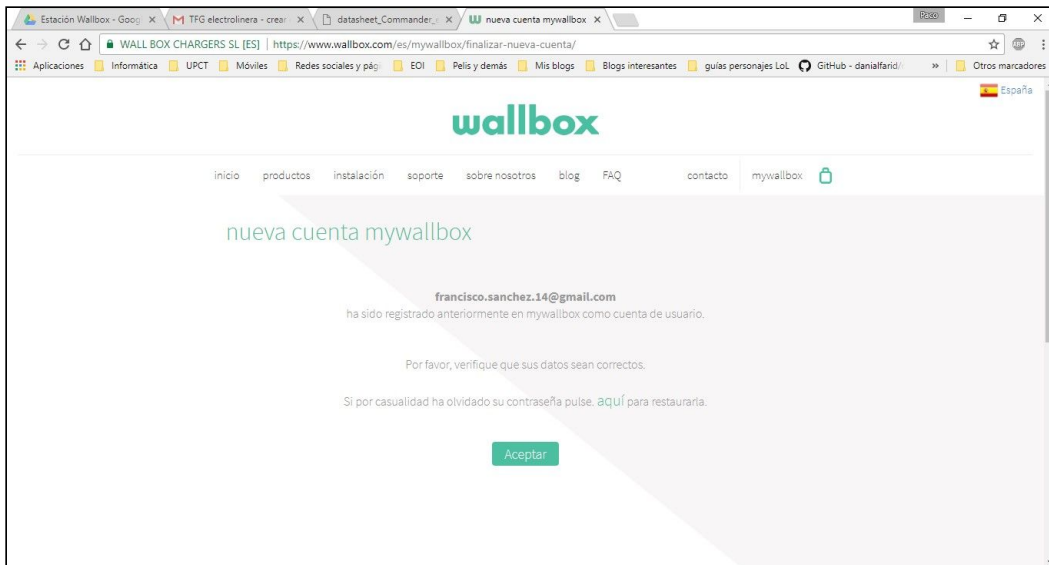 Estación Wallbox - Goog
TFG electrolinera - crear
datasheet_Commander_
nueva cuenta mywallbox
Paco
WALL BOX CHARGERS SL [ES] | https://www.wallbox.com/es/mywallbox/finalizar-nueva-cuenta/
ABP
Aplicaciones Informática UPCT Móviles Redes sociales y pági EOI Pelis y demás Mis blogs Blogs interesantes guías personajes LoL GitHub - danialfarid/ » Otros marcadores
España
wallbox
inicio productos instalación soporte sobre nosotros blog FAQ contacto mywallbox
nueva cuenta mywallbox
francisco.sanchez.14@gmail.com
ha sido registrado anteriormente en mywallbox como cuenta de usuario.
Por favor, verifique que sus datos sean correctos.
Si por casualidad ha olvidado su contraseña pulse. aquí para restaurarla.
Aceptar